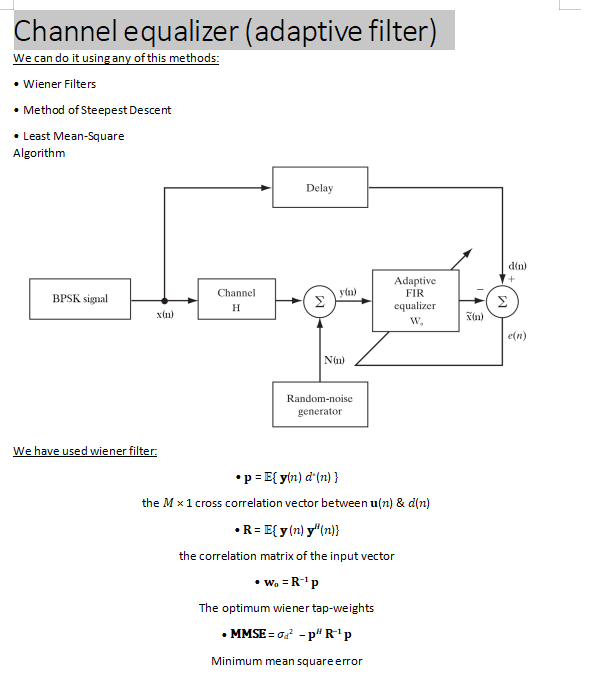 Channel equalizer (adaptive filter)
We can do it using any of this methods:
• Wiener Filters
• Method of Steepest Descent
• Least Mean-Square
Algorithm
Delay
d(n)
+
BPSK signal
x(n)
Channel
H
Σ
y(n)
Adaptive
FIR
equalizer
Wₒ
−
x̃(n)
Σ
e(n)
N(n)
Random-noise
generator
We have used wiener filter:
• p = 𝔼{ y(n) d*(n) }
the M × 1 cross correlation vector between u(n) & d(n)
• R= 𝔼{ y(n) yᴴ(n)}
the correlation matrix of the input vector
• wₒ = R⁻¹ p
The optimum wiener tap-weights
• MMSE = σ_d² − pᴴ R⁻¹ p
Minimum mean square error